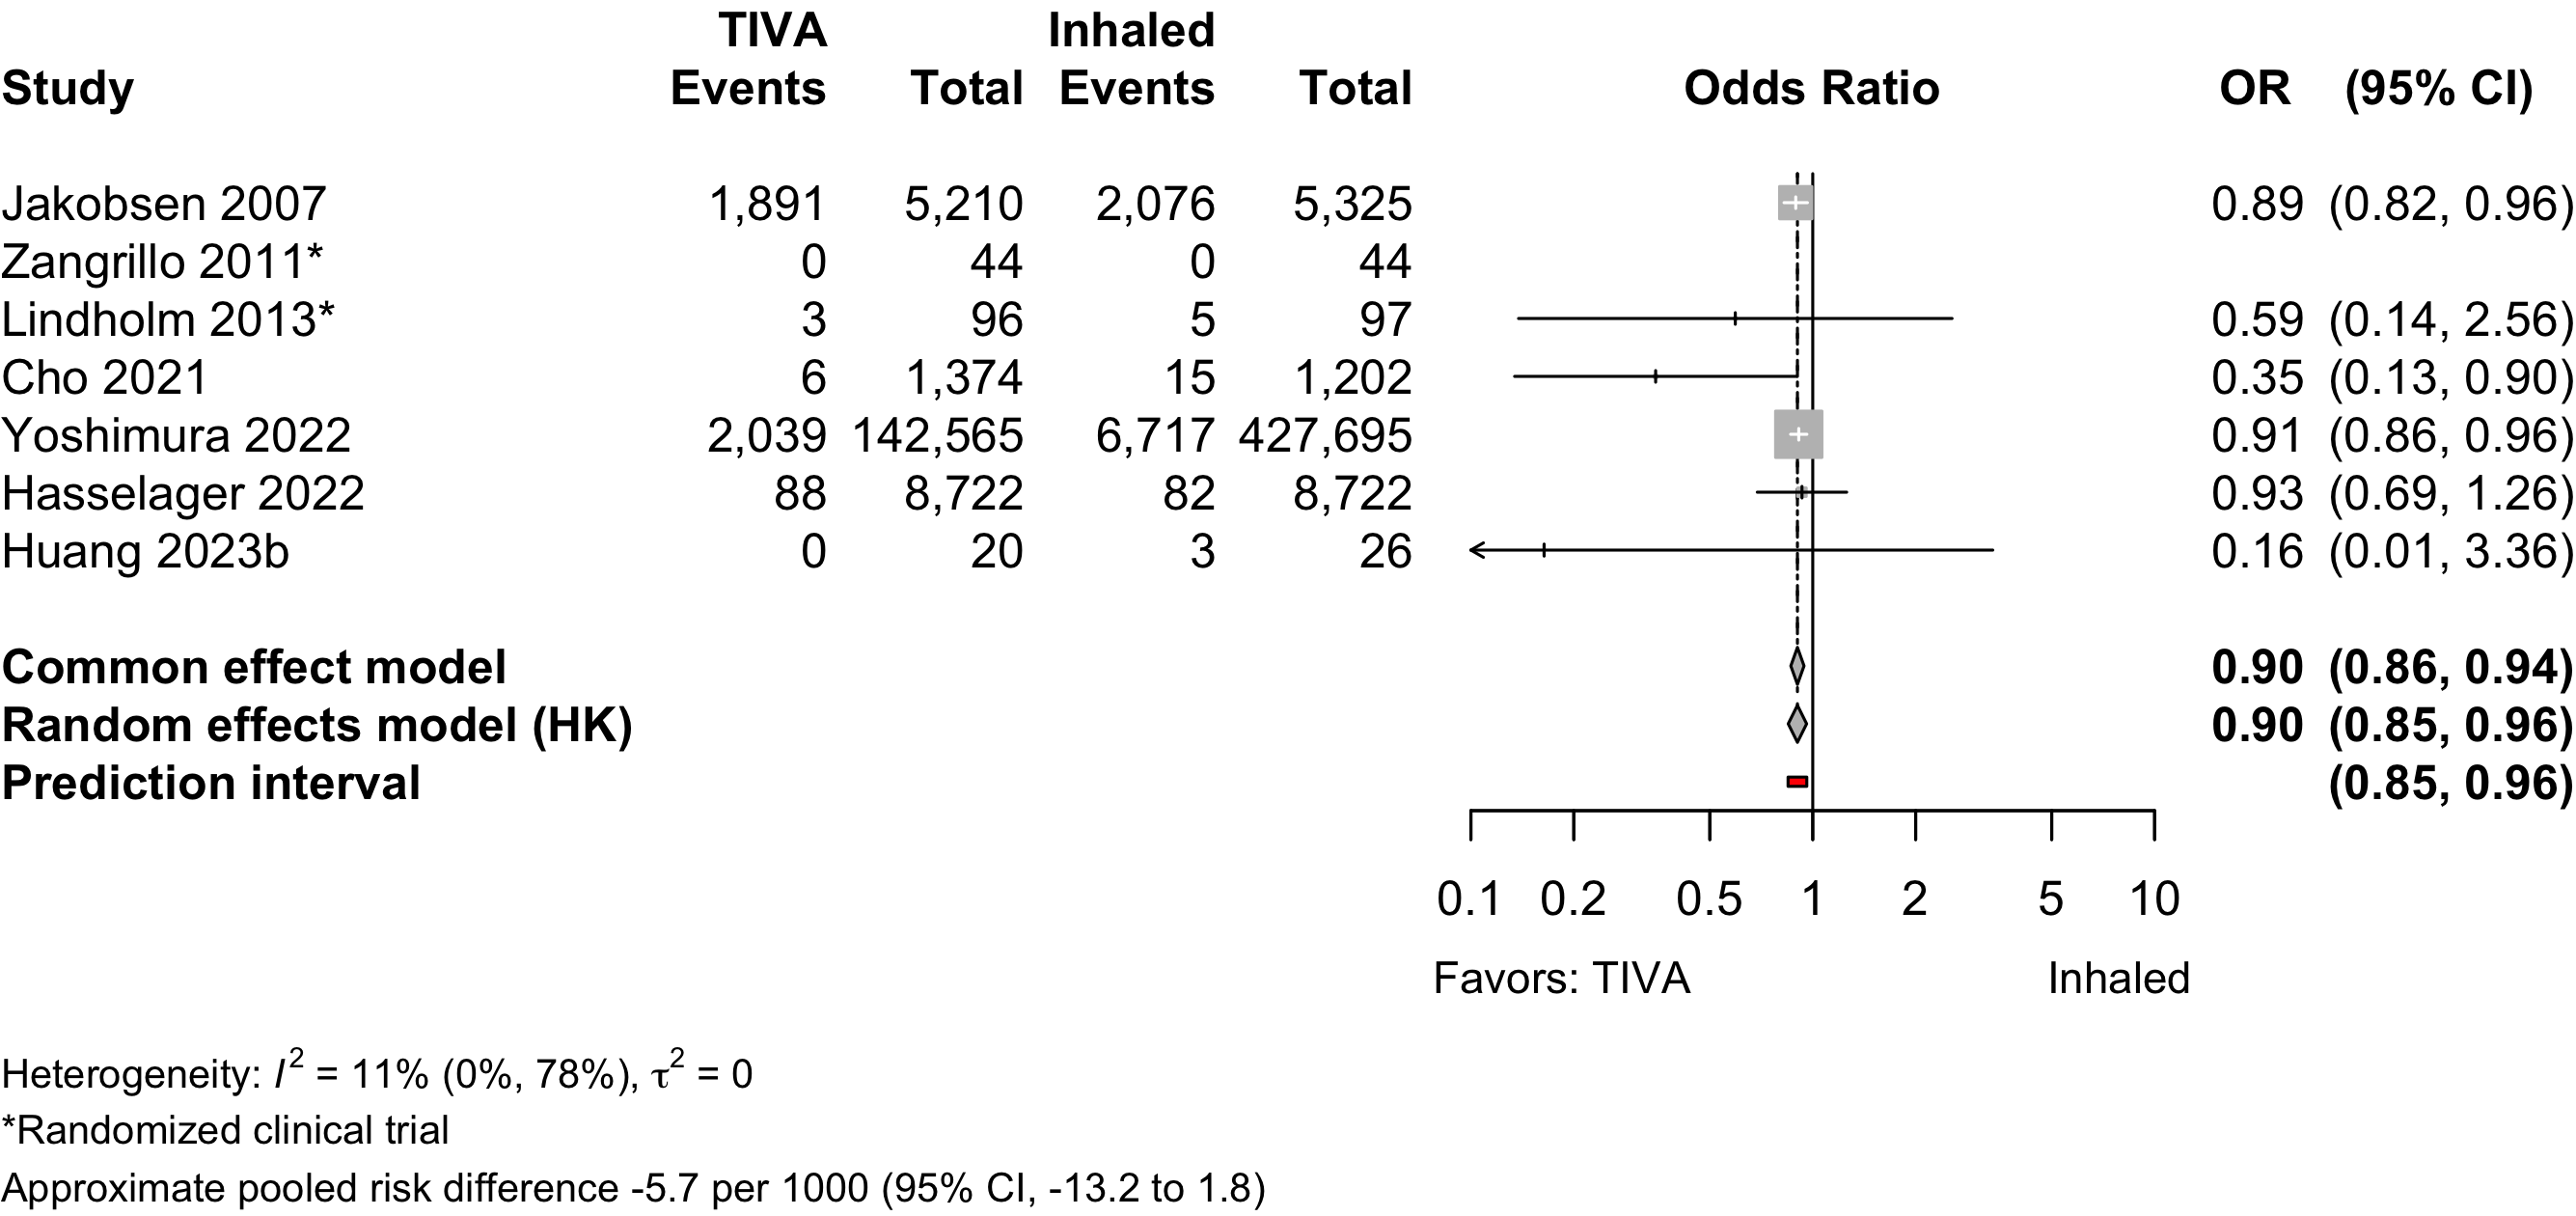 TIVA Inhaled
Study Events Total Events Total Odds Ratio OR (95% CI)
Jakobsen 2007 1,891 5,210 2,076 5,325 0.89 (0.82, 0.96)
Zangrillo 2011* 0 44 0 44
Lindholm 2013* 3 96 5 97 0.59 (0.14, 2.56)
Cho 2021 6 1,374 15 1,202 0.35 (0.13, 0.90)
Yoshimura 2022 2,039 142,565 6,717 427,695 0.91 (0.86, 0.96)
Hasselager 2022 88 8,722 82 8,722 0.93 (0.69, 1.26)
Huang 2023b 0 20 3 26 0.16 (0.01, 3.36)
Common effect model 0.90 (0.86, 0.94)
Random effects model (HK) 0.90 (0.85, 0.96)
Prediction interval (0.85, 0.96)
0.1 0.2 0.5 1 2 5 10
Favors: TIVA Inhaled
Heterogeneity: I² = 11% (0%, 78%), τ² = 0
*Randomized clinical trial
Approximate pooled risk difference -5.7 per 1000 (95% CI, -13.2 to 1.8)